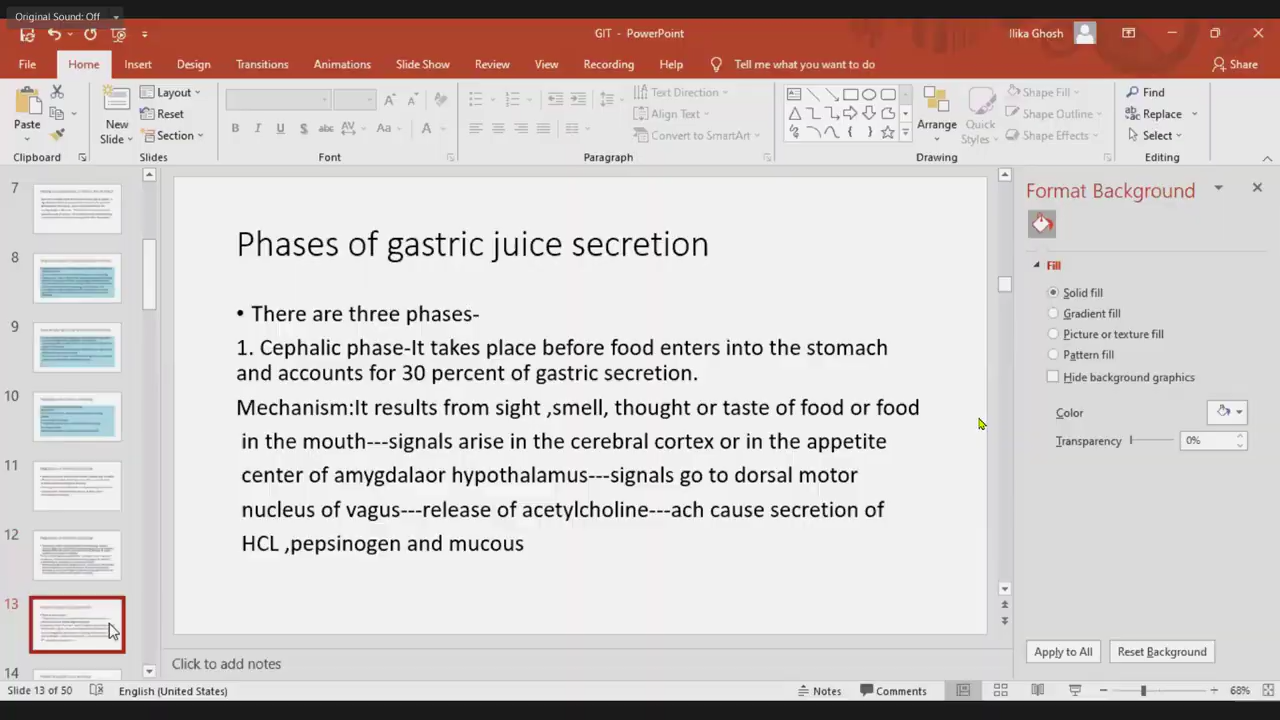 Original Sound: Off
GIT - PowerPoint
Ilika Ghosh
File Home Insert Design Transitions Animations Slide Show Review View Recording Help Tell me what you want to do Share
Paste
Clipboard
New Slide
Layout
Reset
Section
Slides
B I U S abc AV Aa A
Font
Text Direction
Align Text
Convert to SmartArt
Paragraph
Arrange
Quick Styles
Shape Fill
Shape Outline
Shape Effects
Drawing
Find
Replace
Select
Editing
7
8
9
10
11
12
13
14
Phases of gastric juice secretion
• There are three phases-
1. Cephalic phase-It takes place before food enters into the stomach
and accounts for 30 percent of gastric secretion.
Mechanism:It results from sight ,smell, thought or taste of food or food
in the mouth---signals arise in the cerebral cortex or in the appetite
center of amygdalaor hypothalamus---signals go to dorsal motor
nucleus of vagus---release of acetylcholine---ach cause secretion of
HCL ,pepsinogen and mucous
Click to add notes
Format Background
Fill
Solid fill
Gradient fill
Picture or texture fill
Pattern fill
Hide background graphics
Color
Transparency 0%
Apply to All Reset Background
Slide 13 of 50 English (United States) Notes Comments 68%